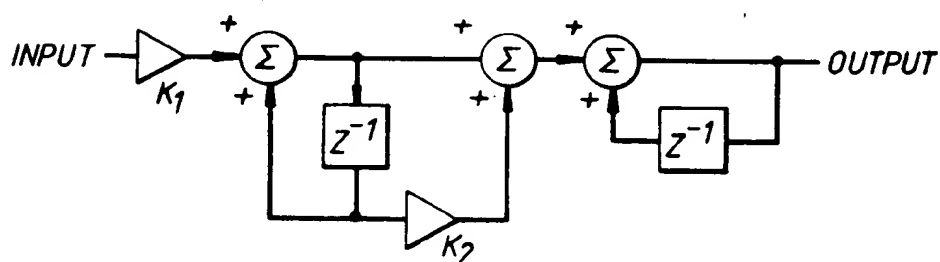 INPUT
K1
+
Σ
+
Z⁻¹
K2
+
Σ
+
+
Σ
+
Z⁻¹
OUTPUT